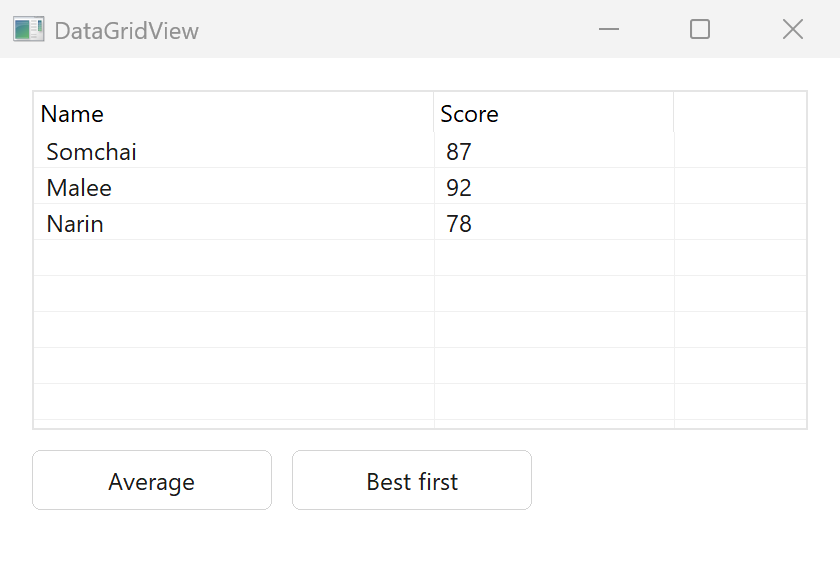 DataGridView
Name Score
Somchai 87
Malee 92
Narin 78
Average Best first